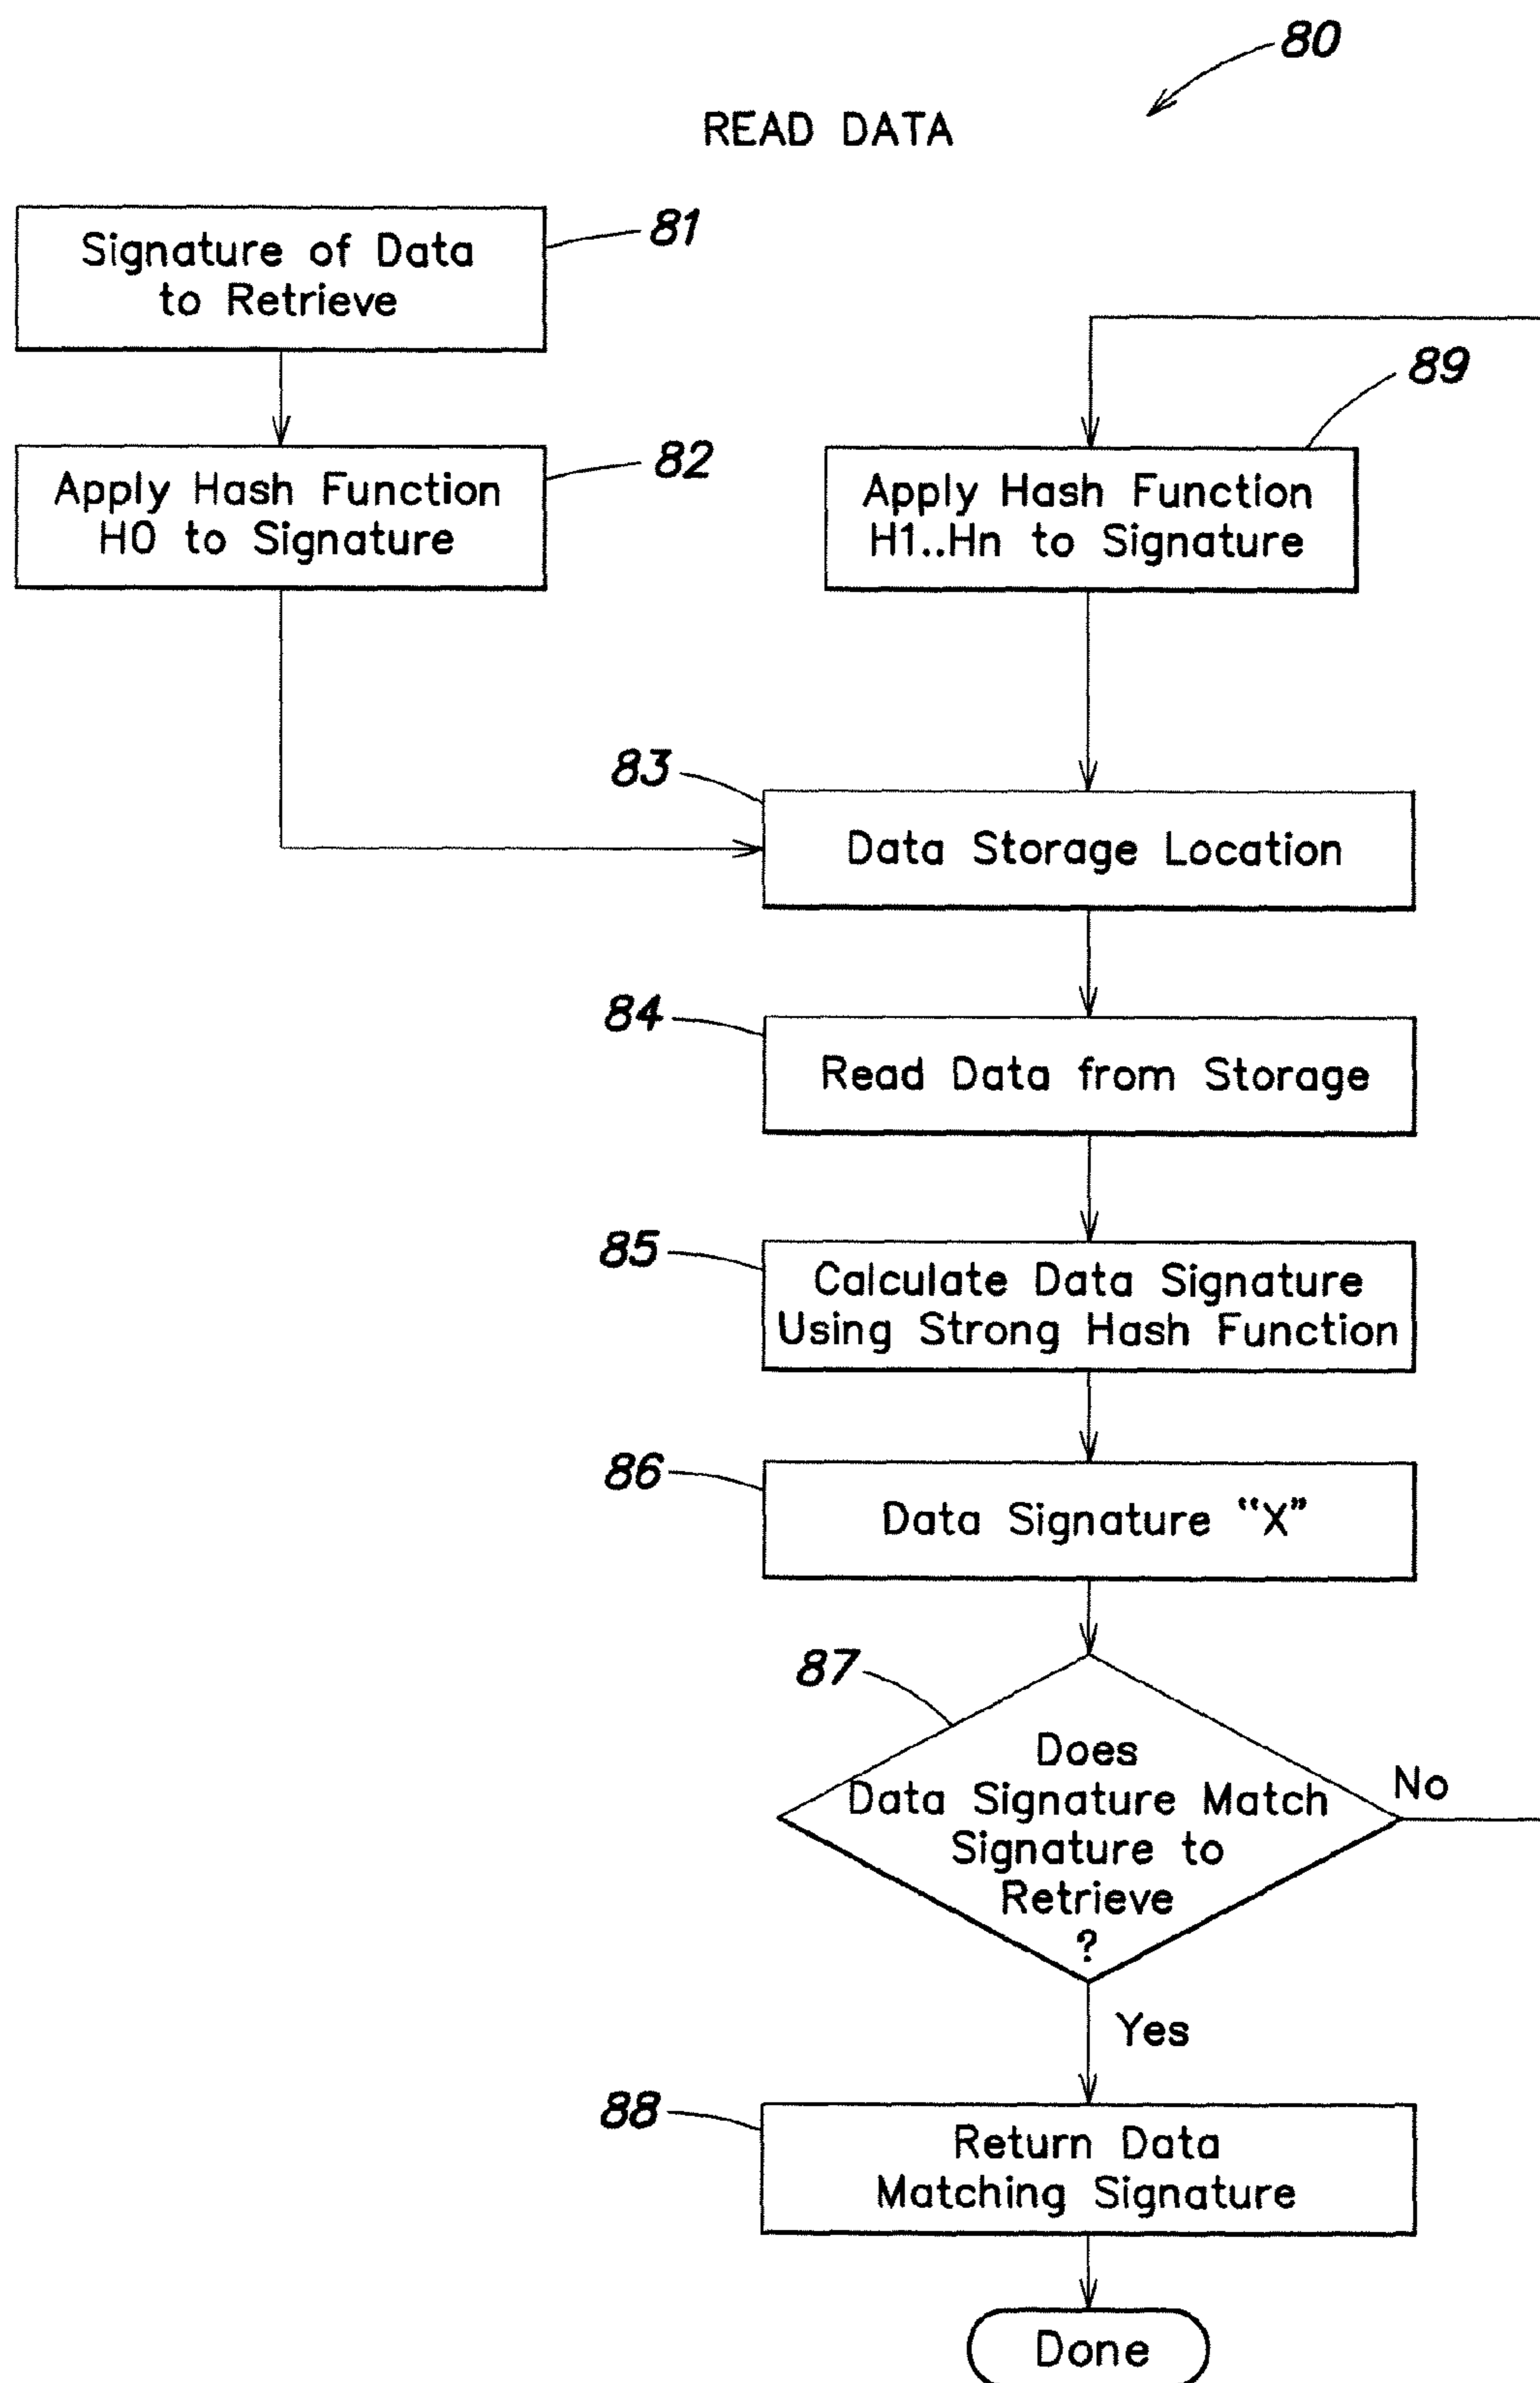 80
READ DATA
Signature of Data
to Retrieve
81
89
Apply Hash Function
H0 to Signature
82
Apply Hash Function
H1..Hn to Signature
83
Data Storage Location
84
Read Data from Storage
85
Calculate Data Signature
Using Strong Hash Function
86
Data Signature “X”
87
Does
Data Signature Match
Signature to
Retrieve
?
No
Yes
88
Return Data
Matching Signature
Done